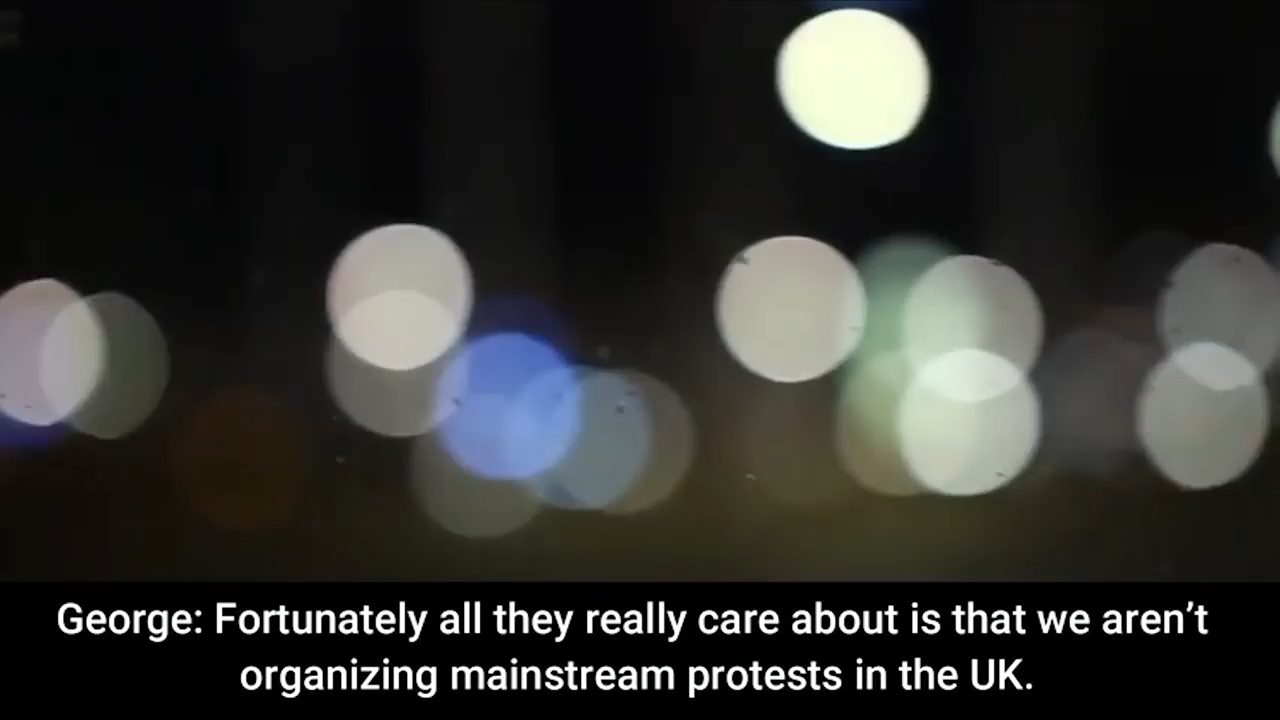 George: Fortunately all they really care about is that we aren’t
organizing mainstream protests in the UK.